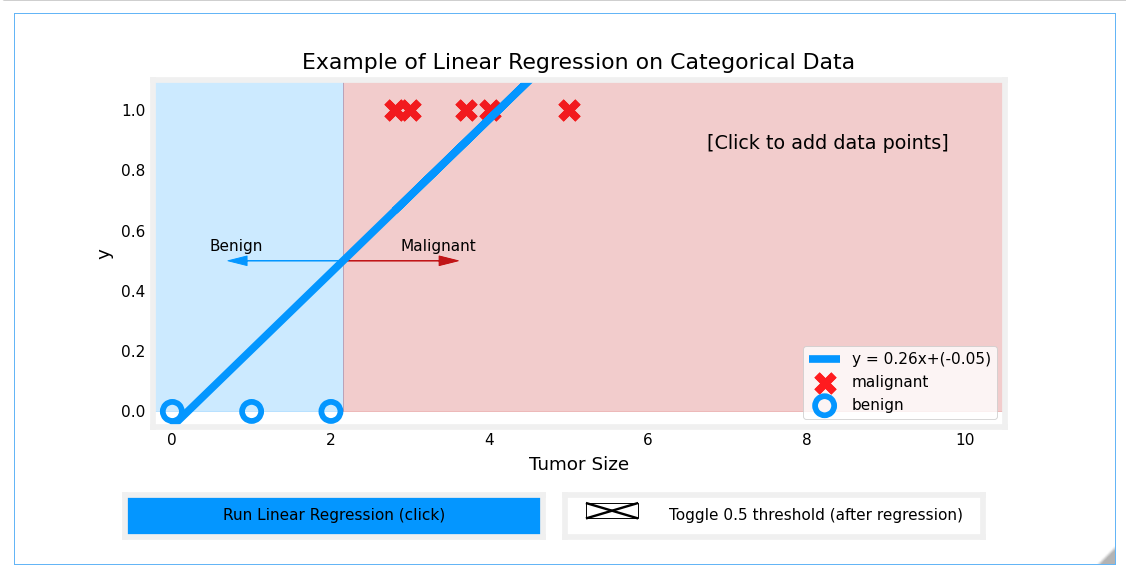 Example of Linear Regression on Categorical Data
1.0
0.8
0.6
0.4
0.2
0.0
y
[Click to add data points]
Benign
Malignant
y = 0.26x+(-0.05)
malignant
benign
0 2 4 6 8 10
Tumor Size
Run Linear Regression (click)
Toggle 0.5 threshold (after regression)